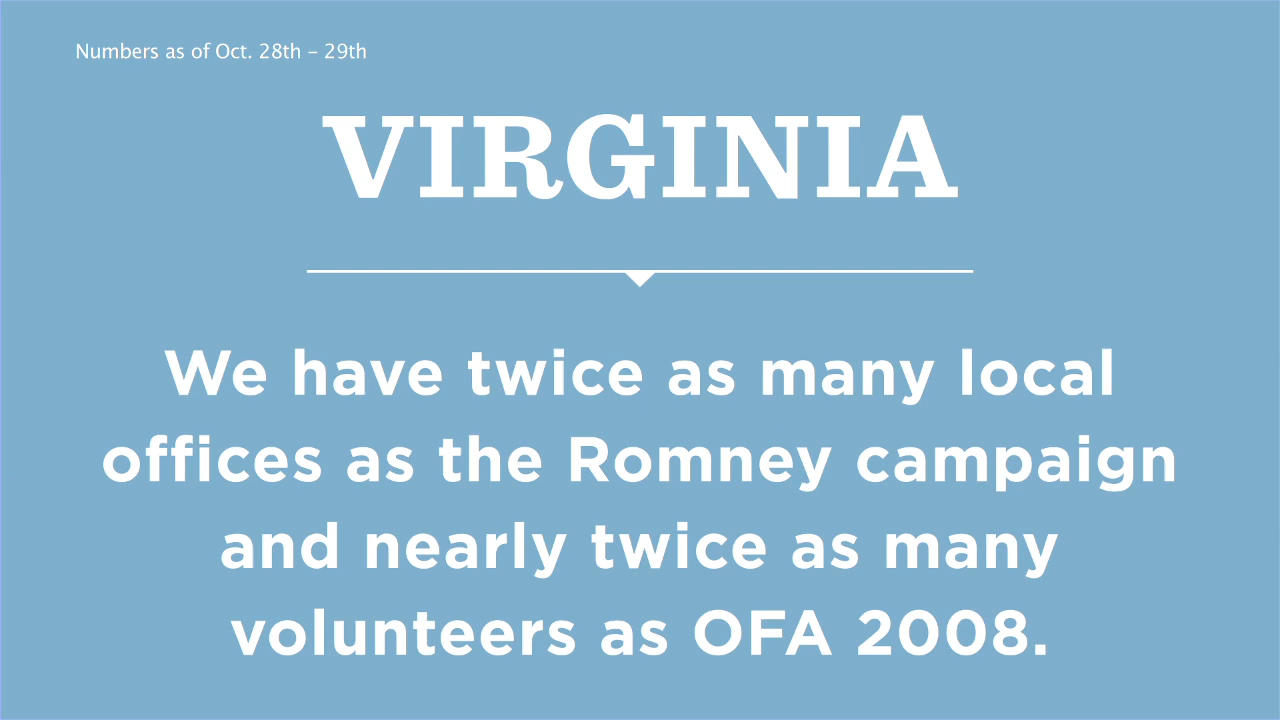 Numbers as of Oct. 28th – 29th
VIRGINIA
We have twice as many local
offices as the Romney campaign
and nearly twice as many
volunteers as OFA 2008.